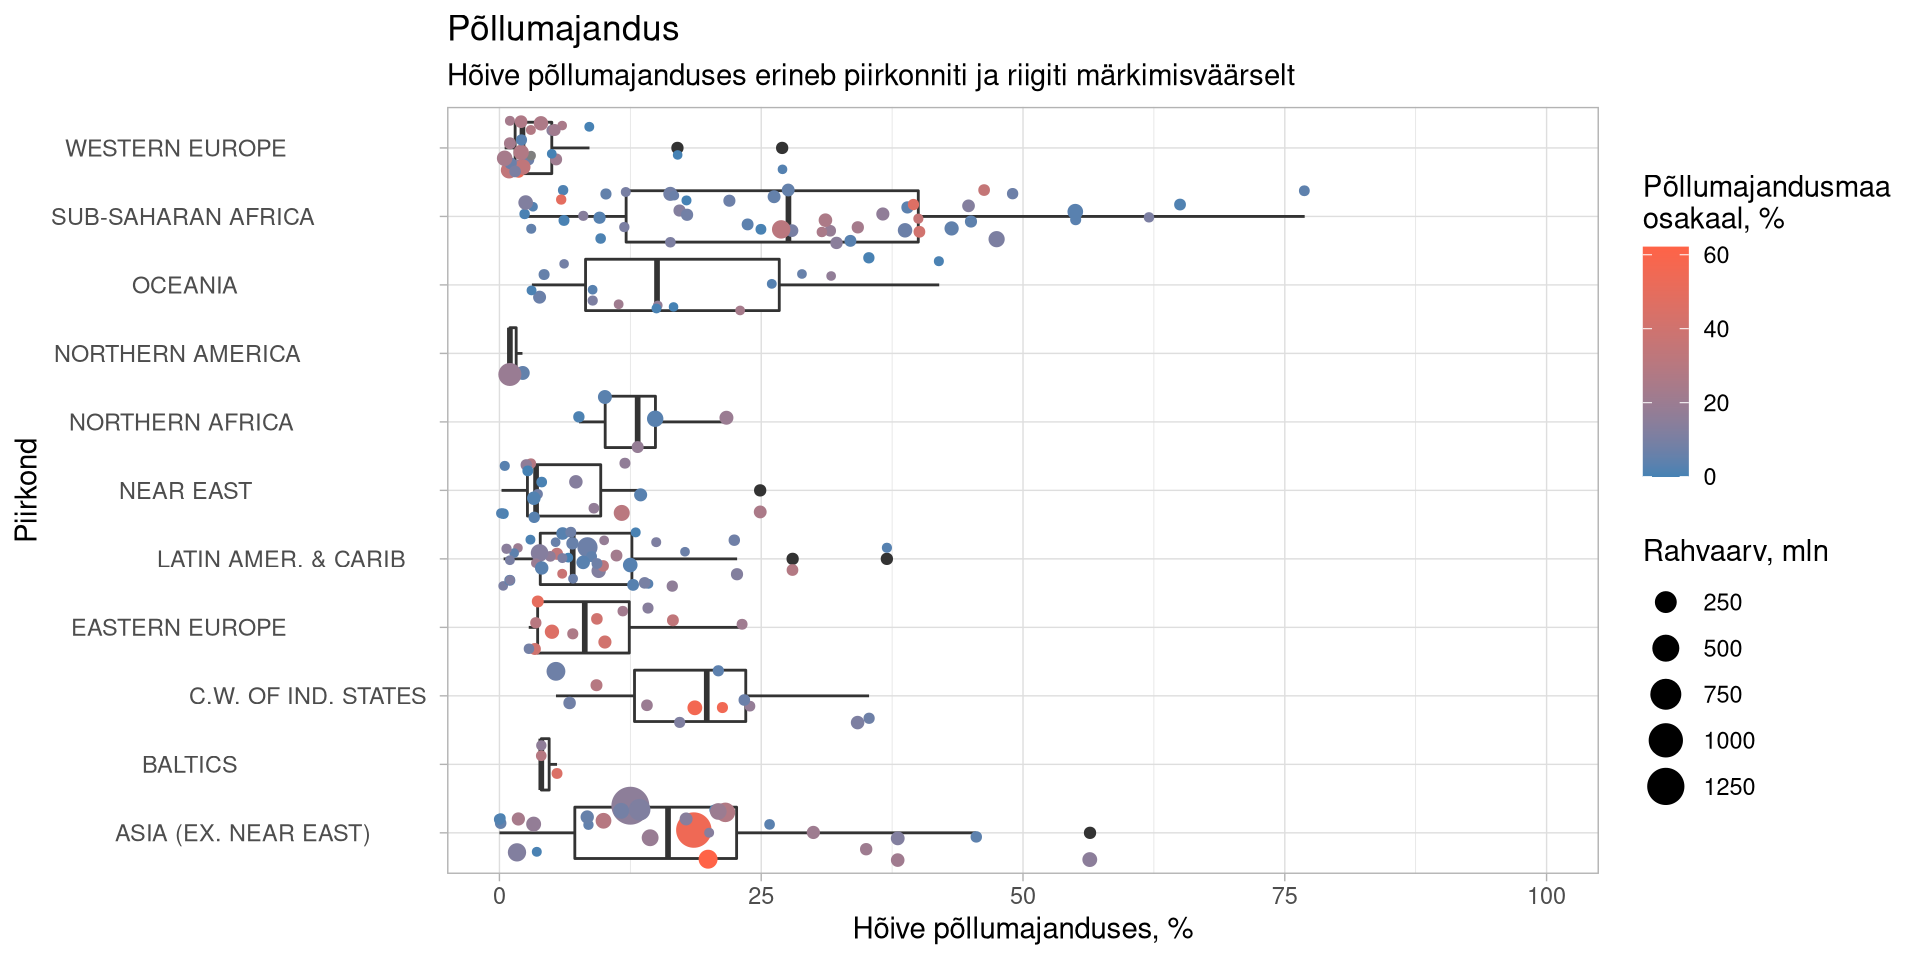 Põllumajandus
Hõive põllumajanduses erineb piirkonniti ja riigiti märkimisväärselt
Piirkond
WESTERN EUROPE
SUB-SAHARAN AFRICA
OCEANIA
NORTHERN AMERICA
NORTHERN AFRICA
NEAR EAST
LATIN AMER. & CARIB
EASTERN EUROPE
C.W. OF IND. STATES
BALTICS
ASIA (EX. NEAR EAST)
0 25 50 75 100
Hõive põllumajanduses, %
Põllumajandusmaa
osakaal, %
60
40
20
0
Rahvaarv, mln
250
500
750
1000
1250